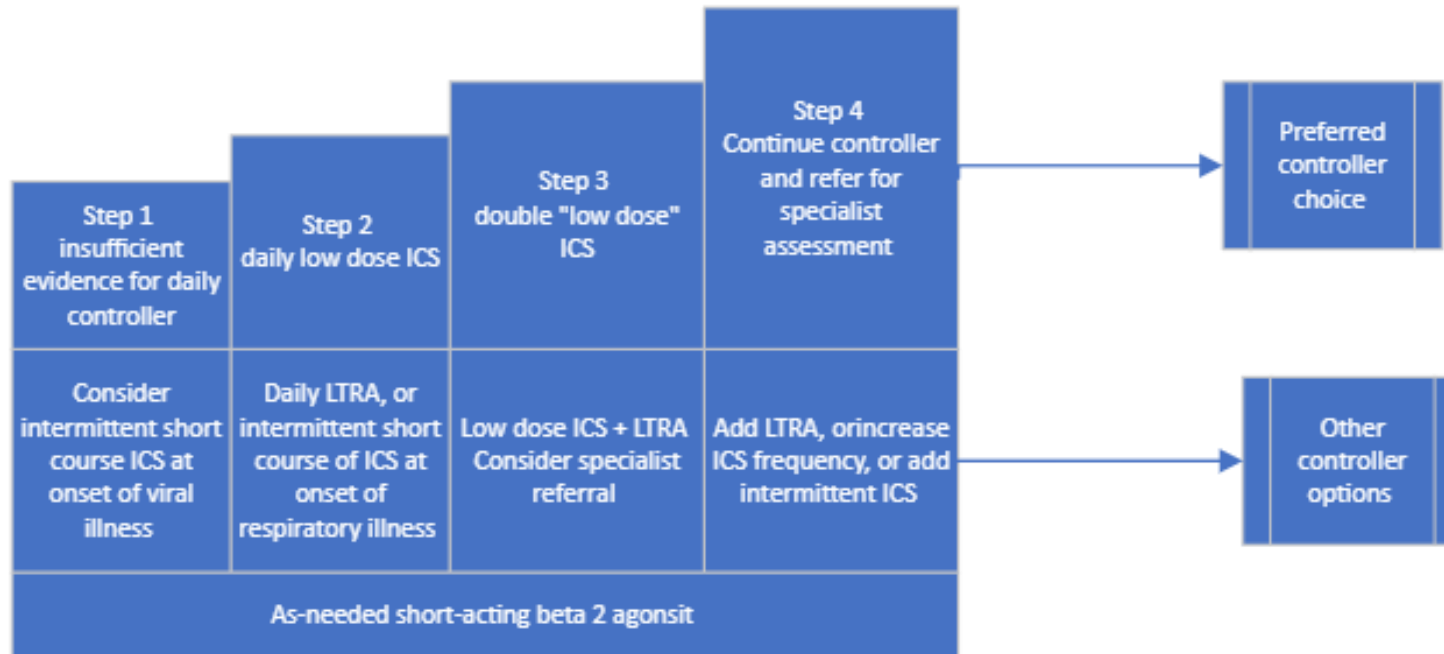 Step 1
insufficient
evidence for daily
controller
Step 2
daily low dose ICS
Step 3
double "low dose"
ICS
Step 4
Continue controller
and refer for
specialist
assessment
Preferred
controller
choice
Consider
intermittent short
course ICS at
onset of viral
illness
Daily LTRA, or
intermittent short
course of ICS at
onset of
respiratory illness
Low dose ICS + LTRA
Consider specialist
referral
Add LTRA, orincrease
ICS frequency, or add
intermittent ICS
Other
controller
options
As-needed short-acting beta 2 agonsit